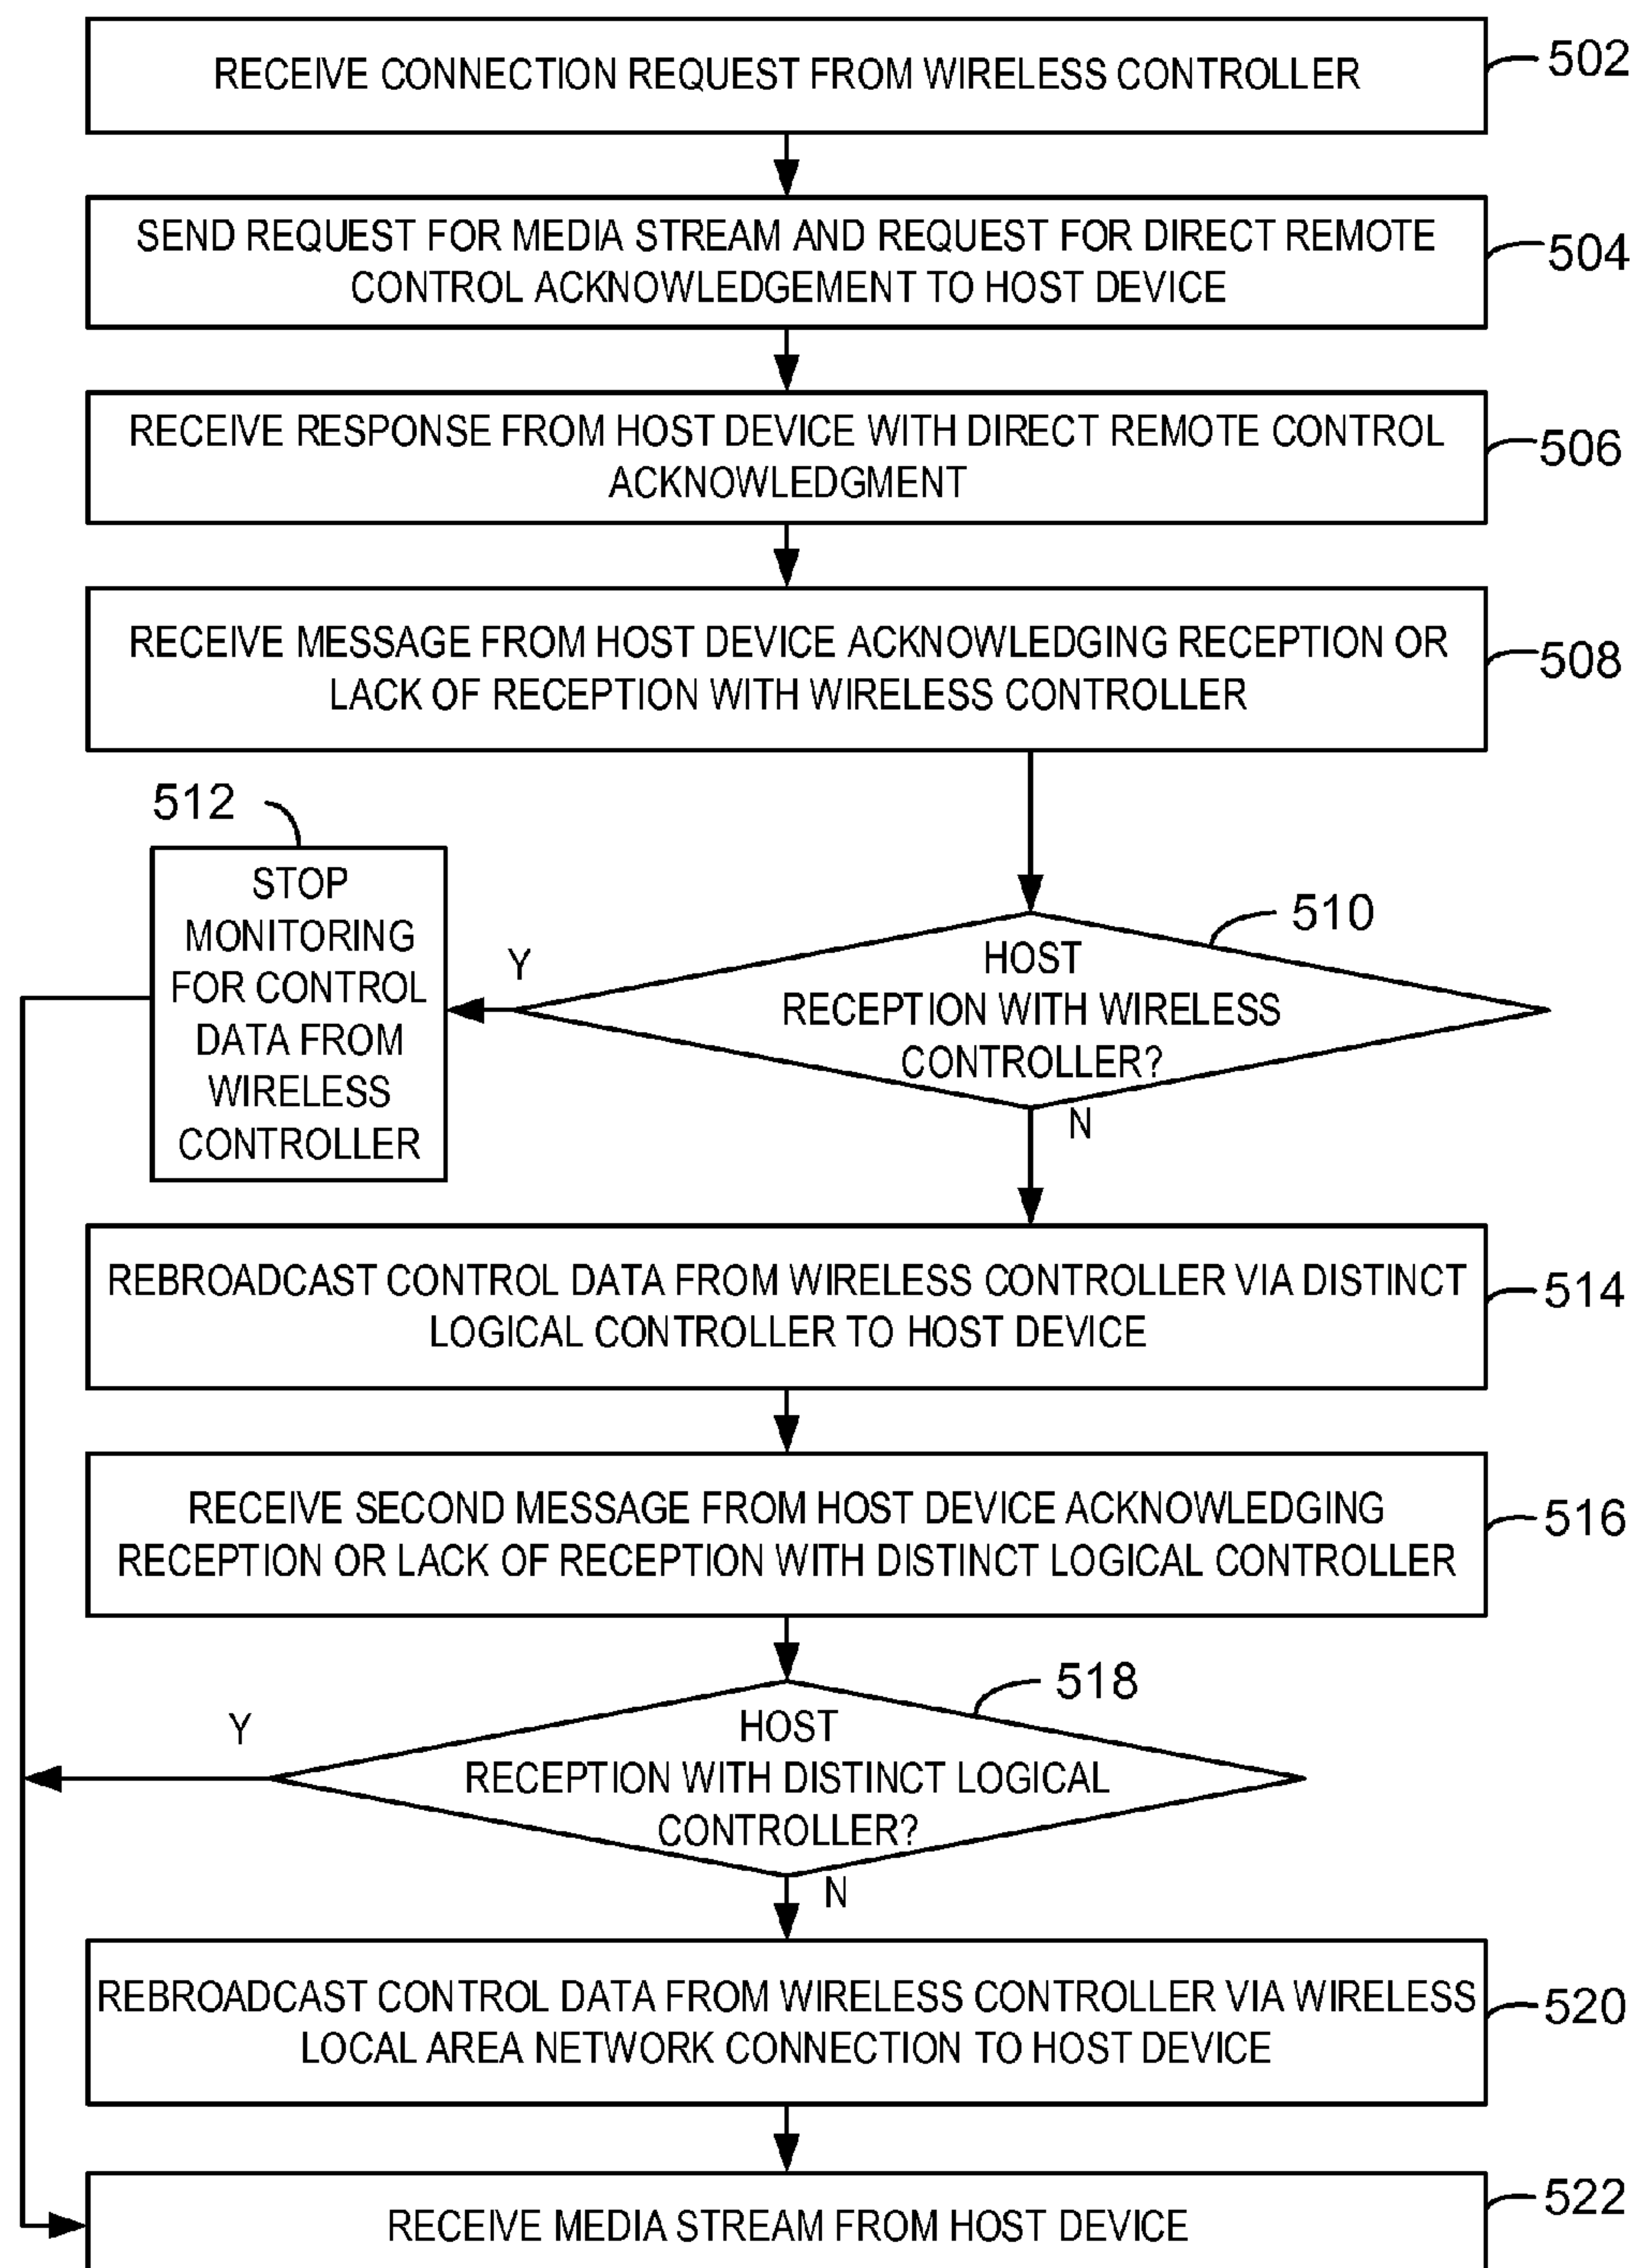 RECEIVE CONNECTION REQUEST FROM WIRELESS CONTROLLER
502
SEND REQUEST FOR MEDIA STREAM AND REQUEST FOR DIRECT REMOTE
CONTROL ACKNOWLEDGEMENT TO HOST DEVICE
504
RECEIVE RESPONSE FROM HOST DEVICE WITH DIRECT REMOTE CONTROL
ACKNOWLEDGMENT
506
RECEIVE MESSAGE FROM HOST DEVICE ACKNOWLEDGING RECEPTION OR
LACK OF RECEPTION WITH WIRELESS CONTROLLER
508
512
STOP
MONITORING
FOR CONTROL
DATA FROM
WIRELESS
CONTROLLER
Y
510
HOST
RECEPTION WITH WIRELESS
CONTROLLER?
N
REBROADCAST CONTROL DATA FROM WIRELESS CONTROLLER VIA DISTINCT
LOGICAL CONTROLLER TO HOST DEVICE
514
RECEIVE SECOND MESSAGE FROM HOST DEVICE ACKNOWLEDGING
RECEPTION OR LACK OF RECEPTION WITH DISTINCT LOGICAL CONTROLLER
516
518
Y
HOST
RECEPTION WITH DISTINCT LOGICAL
CONTROLLER?
N
REBROADCAST CONTROL DATA FROM WIRELESS CONTROLLER VIA WIRELESS
LOCAL AREA NETWORK CONNECTION TO HOST DEVICE
520
RECEIVE MEDIA STREAM FROM HOST DEVICE
522